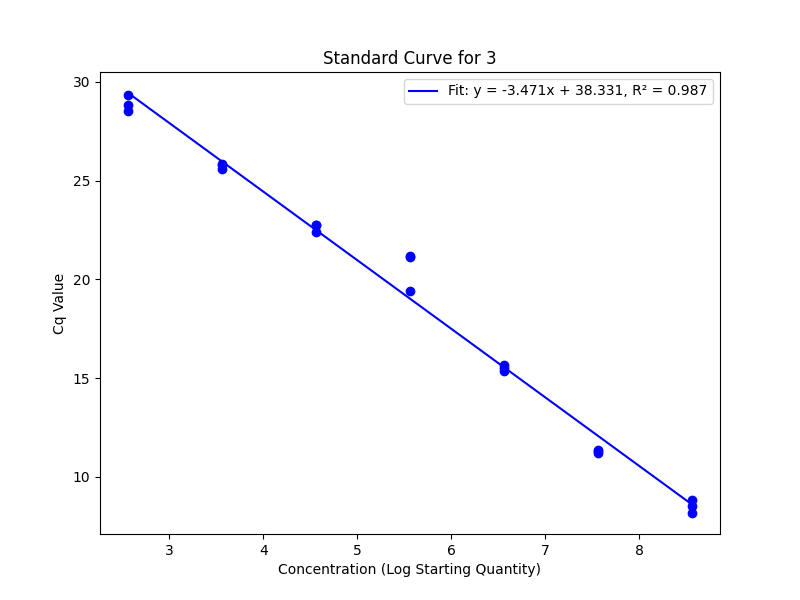 Standard Curve for 3
Fit: y = -3.471x + 38.331, R² = 0.987
30
25
20
15
10
Cq Value
3 4 5 6 7 8
Concentration (Log Starting Quantity)